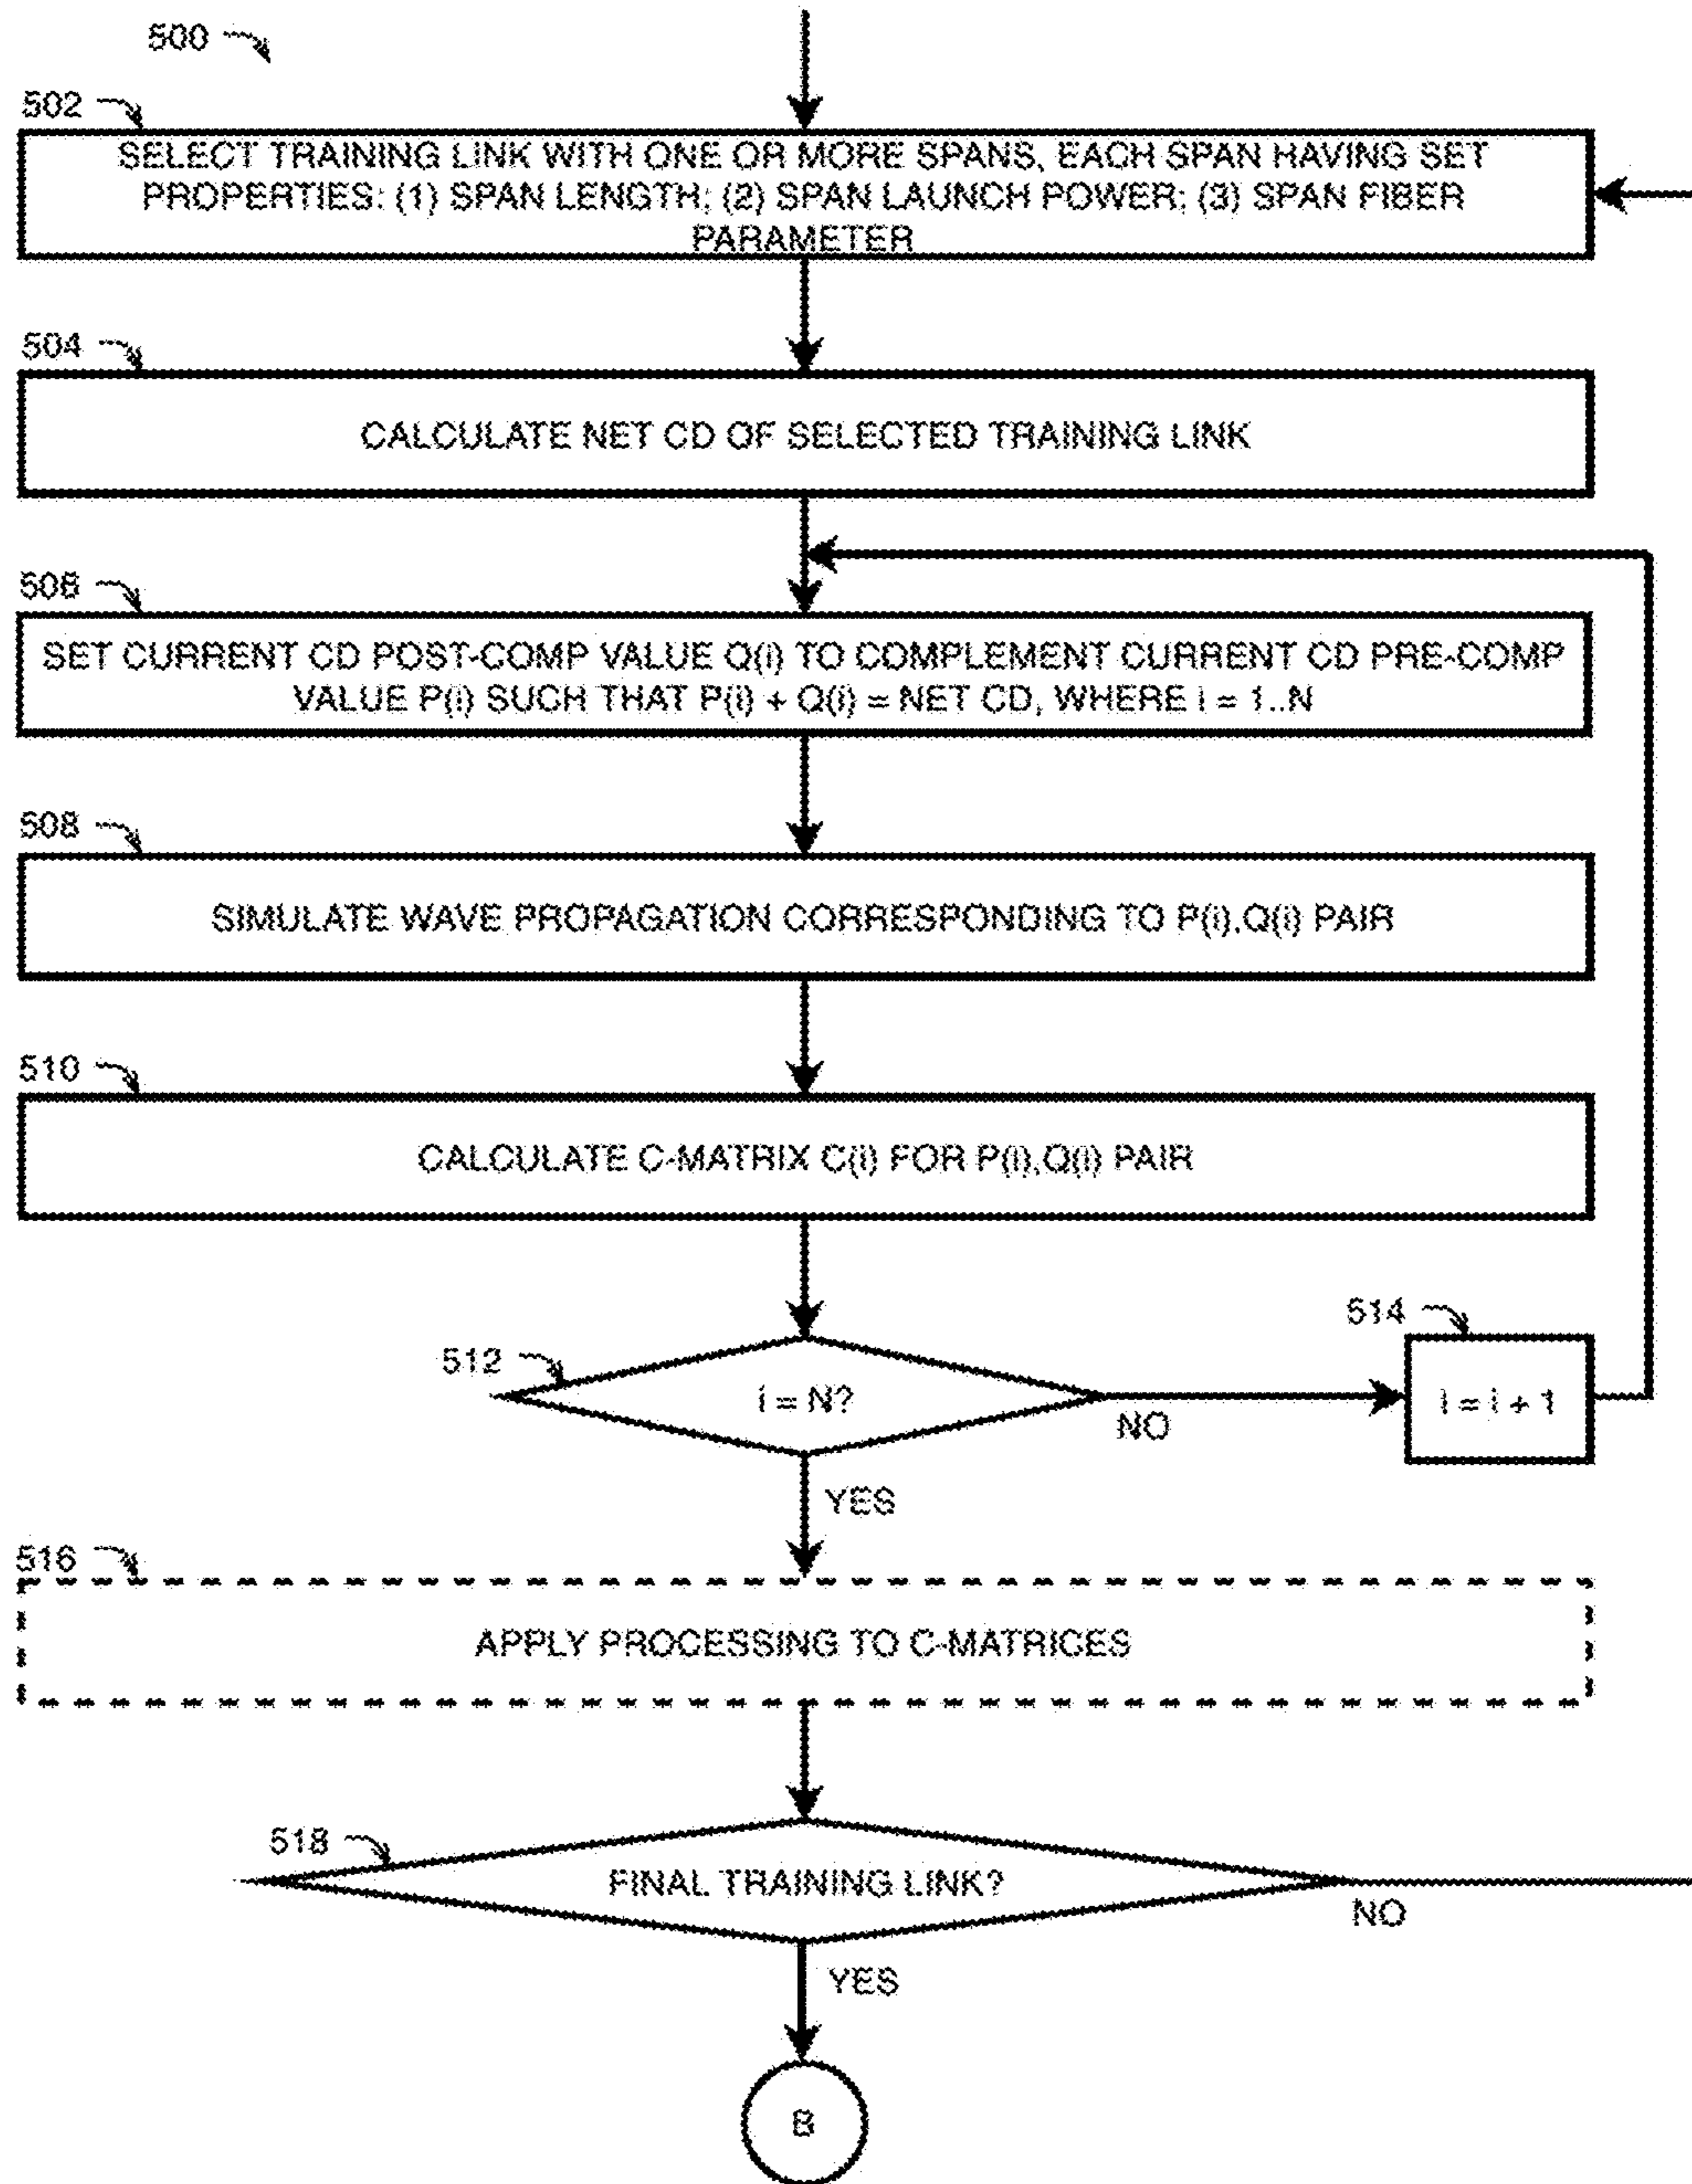 500
502
SELECT TRAINING LINK WITH ONE OR MORE SPANS, EACH SPAN HAVING SET
PROPERTIES: (1) SPAN LENGTH; (2) SPAN LAUNCH POWER; (3) SPAN FIBER
PARAMETER
504
CALCULATE NET CD OF SELECTED TRAINING LINK
506
SET CURRENT CD POST-COMP VALUE Q(i) TO COMPLEMENT CURRENT CD PRE-COMP
VALUE P(i) SUCH THAT P(i) + Q(i) = NET CD, WHERE i = 1..N
508
SIMULATE WAVE PROPAGATION CORRESPONDING TO P(i),Q(i) PAIR
510
CALCULATE C-MATRIX C(i) FOR P(i),Q(i) PAIR
512
i = N?
NO
514
i = i + 1
YES
516
APPLY PROCESSING TO C-MATRICES
518
FINAL TRAINING LINK?
NO
YES
B